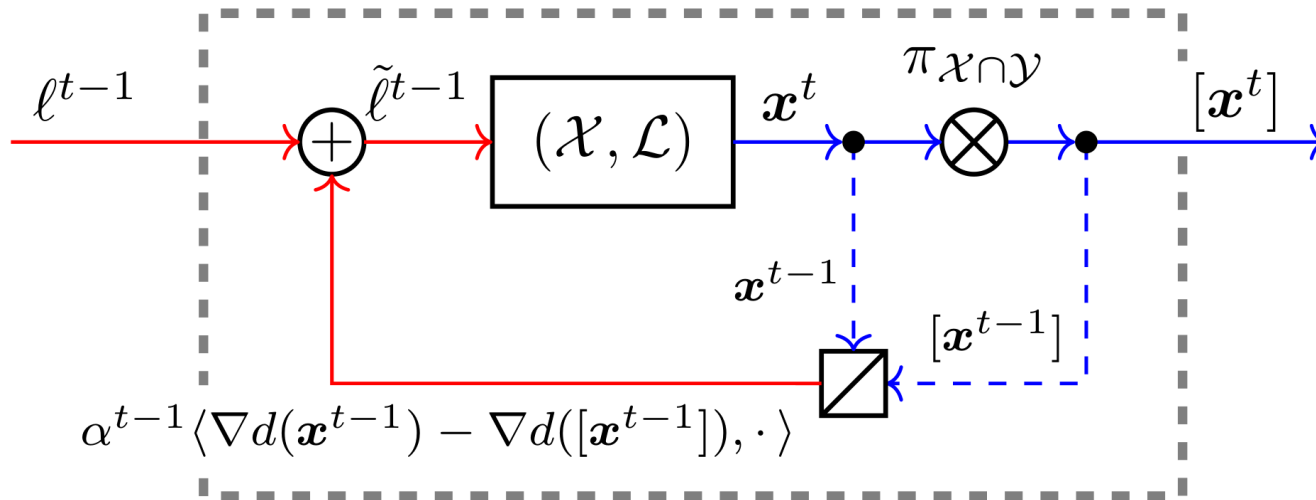 π_{𝒳∩𝒴}
ℓ^{t−1}
ℓ̃^{t−1}
(𝒳, ℒ)
𝒙^t
[𝒙^t]
+
𝒙^{t−1}
[𝒙^{t−1}]
α^{t−1}⟨∇d(𝒙^{t−1}) − ∇d([𝒙^{t−1}]), · ⟩